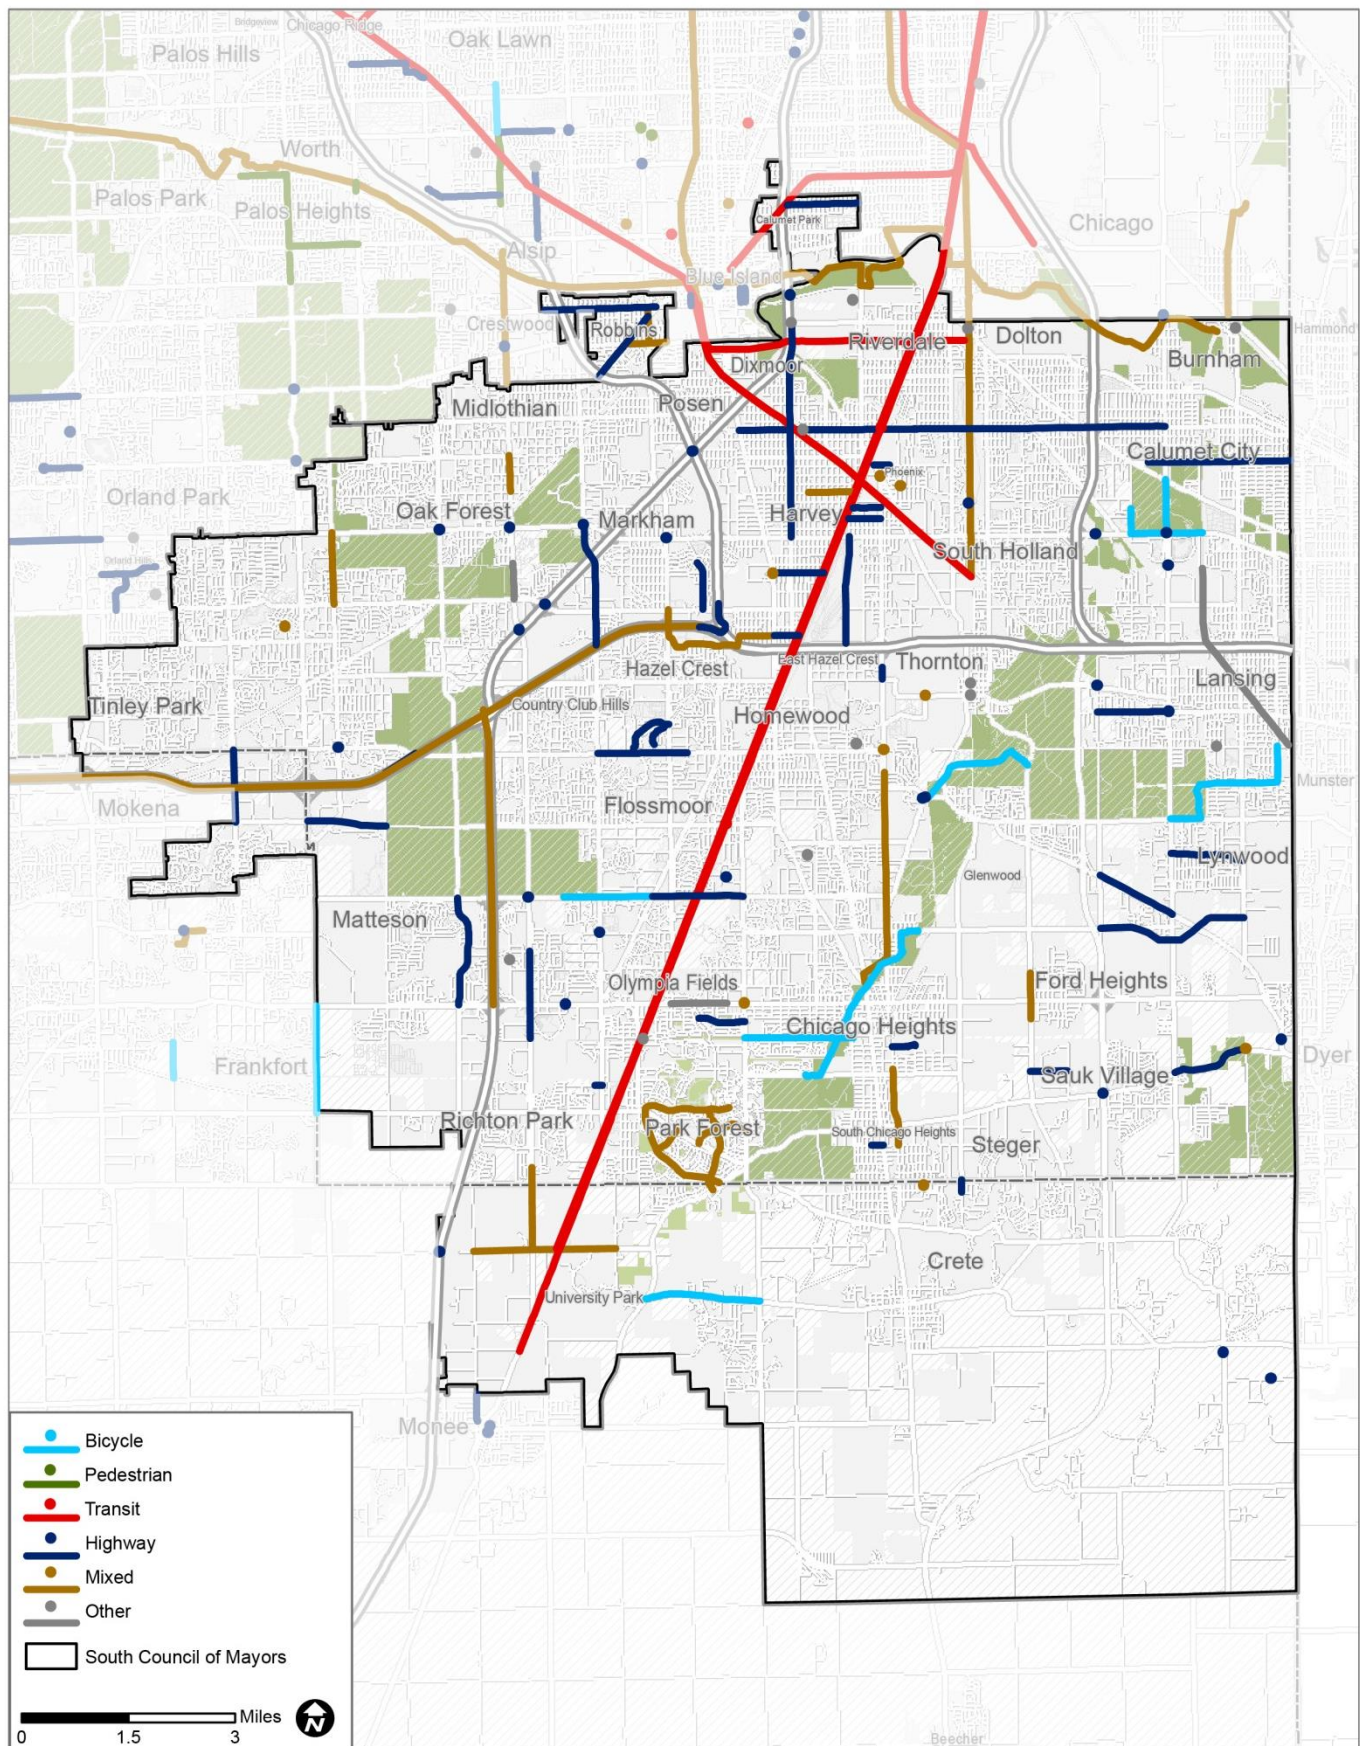 Bridgeview
Chicago Ridge
Oak Lawn
Palos Hills
Worth
Palos Park
Palos Heights
Calumet Park
Chicago
Alsip
Blue Island
Crestwood
Robbins
Riverdale
Dolton
Hammond
Dixmoor
Burnham
Midlothian
Posen
Calumet City
Phoenix
Orland Park
Oak Forest
Markham
Harvey
South Holland
Orland Hills
Hazel Crest
East Hazel Crest
Thornton
Lansing
Tinley Park
Country Club Hills
Homewood
Munster
Mokena
Flossmoor
Lynwood
Glenwood
Matteson
Olympia Fields
Ford Heights
Chicago Heights
Dyer
Frankfort
Sauk Village
Richton Park
Park Forest
South Chicago Heights
Steger
Crete
University Park
Monee
Bicycle
Pedestrian
Transit
Highway
Mixed
Other
South Council of Mayors
Miles
N
0 1.5 3
Beecher